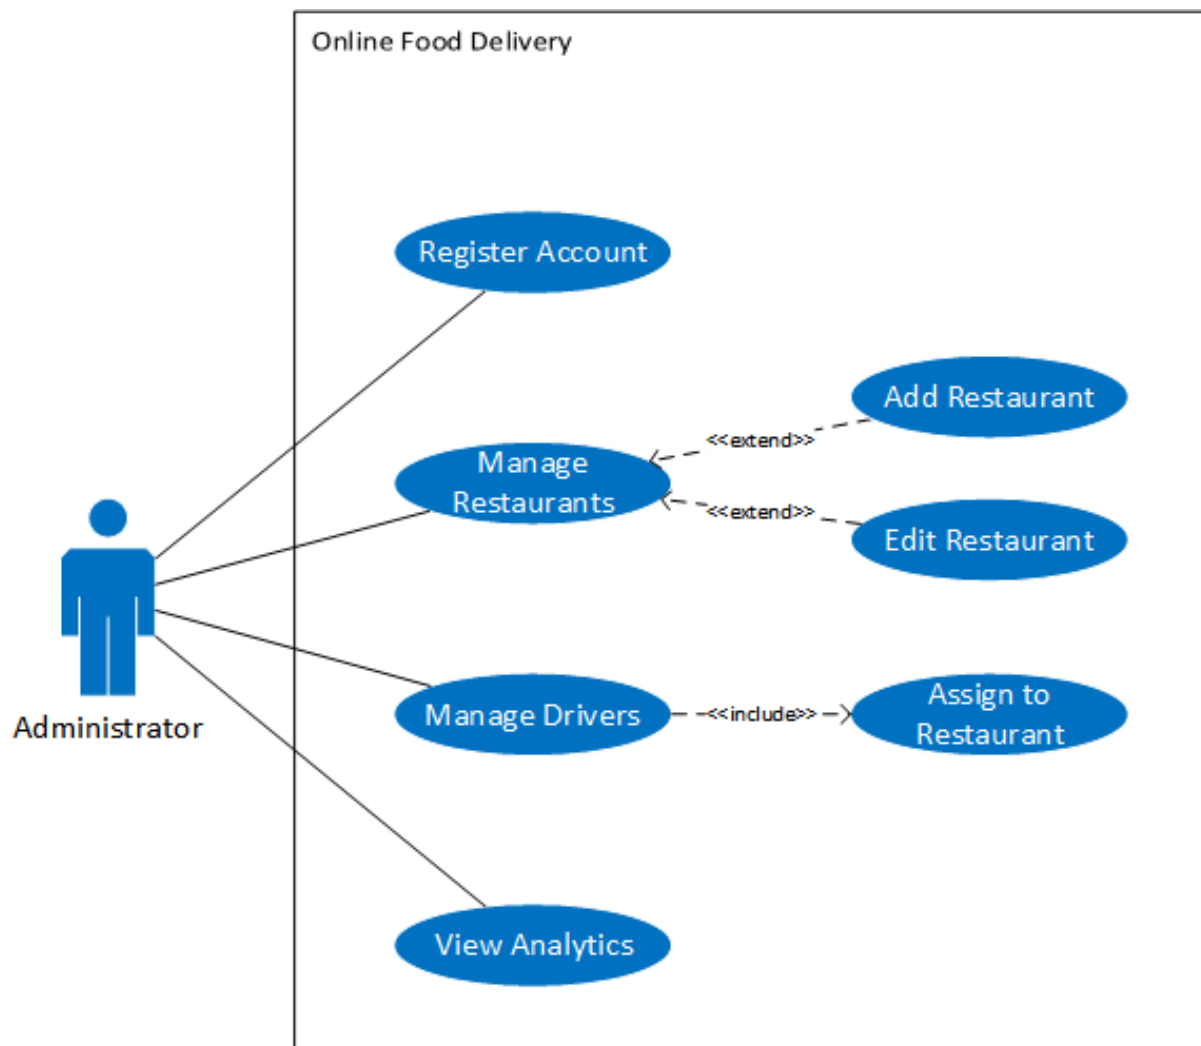 Online Food Delivery
Register Account
Add Restaurant
<<extend>>
Manage
Restaurants
<<extend>>
Edit Restaurant
Administrator
Manage Drivers
<<include>>
Assign to
Restaurant
View Analytics